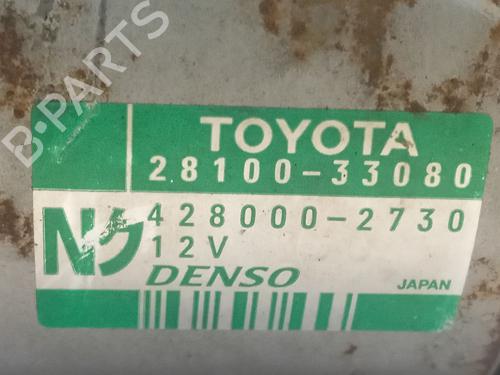 B-PARTS
TOYOTA
28100-33080
428000-2730
12V
DENSO
JAPAN